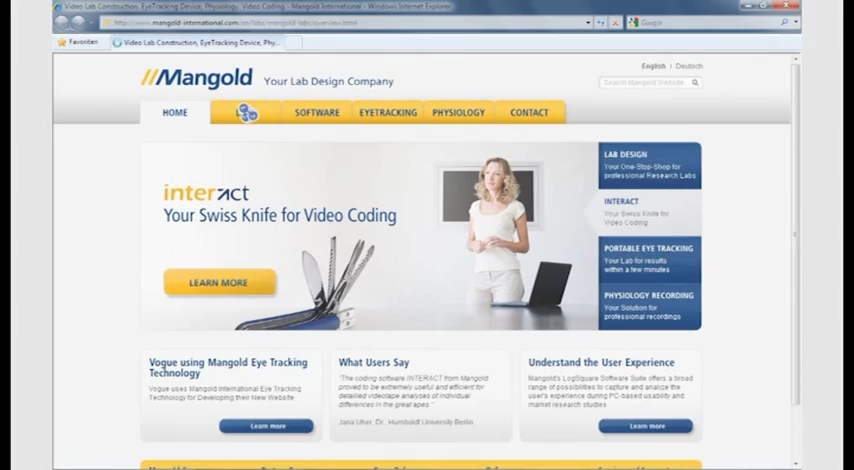 Video Lab Construction, EyeTracking Device, Physiology, Video Coding - Mangold International - Windows Internet Explorer
http://www.mangold-international.com/en/labs/mangold-labs/overview.html
Google
Favoriten
Video Lab Construction, EyeTracking Device, Phy...
English | Deutsch
//Mangold Your Lab Design Company
Search Mangold Website
HOME
SOFTWARE
EYETRACKING
PHYSIOLOGY
CONTACT
interact
Your Swiss Knife for Video Coding
LEARN MORE
LAB DESIGN
Your One-Stop-Shop for
professional Research Labs
INTERACT
Your Swiss Knife for
Video Coding
PORTABLE EYE TRACKING
Your Lab for results
within a few minutes
PHYSIOLOGY RECORDING
Your Solution for
professional recordings
Vogue using Mangold Eye Tracking
Technology
Vogue uses Mangold International Eye Tracking
Technology for Developing their New Website
Learn more
What Users Say
"The coding software INTERACT from Mangold
proved to be extremely useful and efficient for
detailed videotape analyses of individual
differences in the great apes."
Jana Uher, Dr., Humboldt University Berlin
Understand the User Experience
Mangold's LogSquare Software Suite offers a broad
range of possibilities to capture and analyze the
user's experience during PC-based usability and
market research studies
Learn more